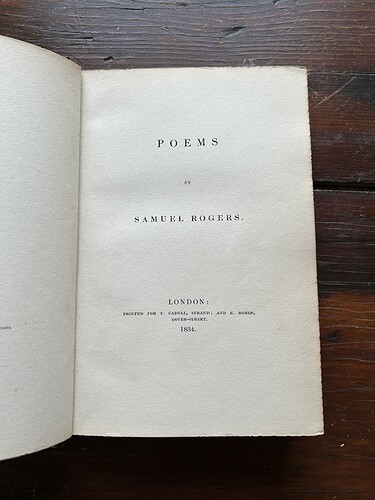 POEMS
BY
SAMUEL ROGERS.
LONDON:
PRINTED FOR T. CADELL, STRAND; AND E. MOXON,
DOVER-STREET.
1834.